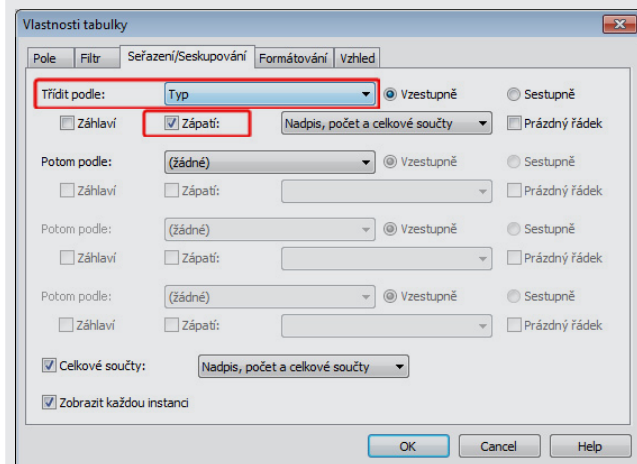 Vlastnosti tabulky
Pole Filtr Seřazení/Seskupování Formátování Vzhled
Třídit podle: Typ Vzestupně Sestupně
Záhlaví Zápatí: Nadpis, počet a celkové součty Prázdný řádek
Potom podle: (žádné) Vzestupně Sestupně
Záhlaví Zápatí: Prázdný řádek
Potom podle: (žádné) Vzestupně Sestupně
Záhlaví Zápatí: Prázdný řádek
Potom podle: (žádné) Vzestupně Sestupně
Záhlaví Zápatí: Prázdný řádek
Celkové součty: Nadpis, počet a celkové součty
Zobrazit každou instanci
OK Cancel Help